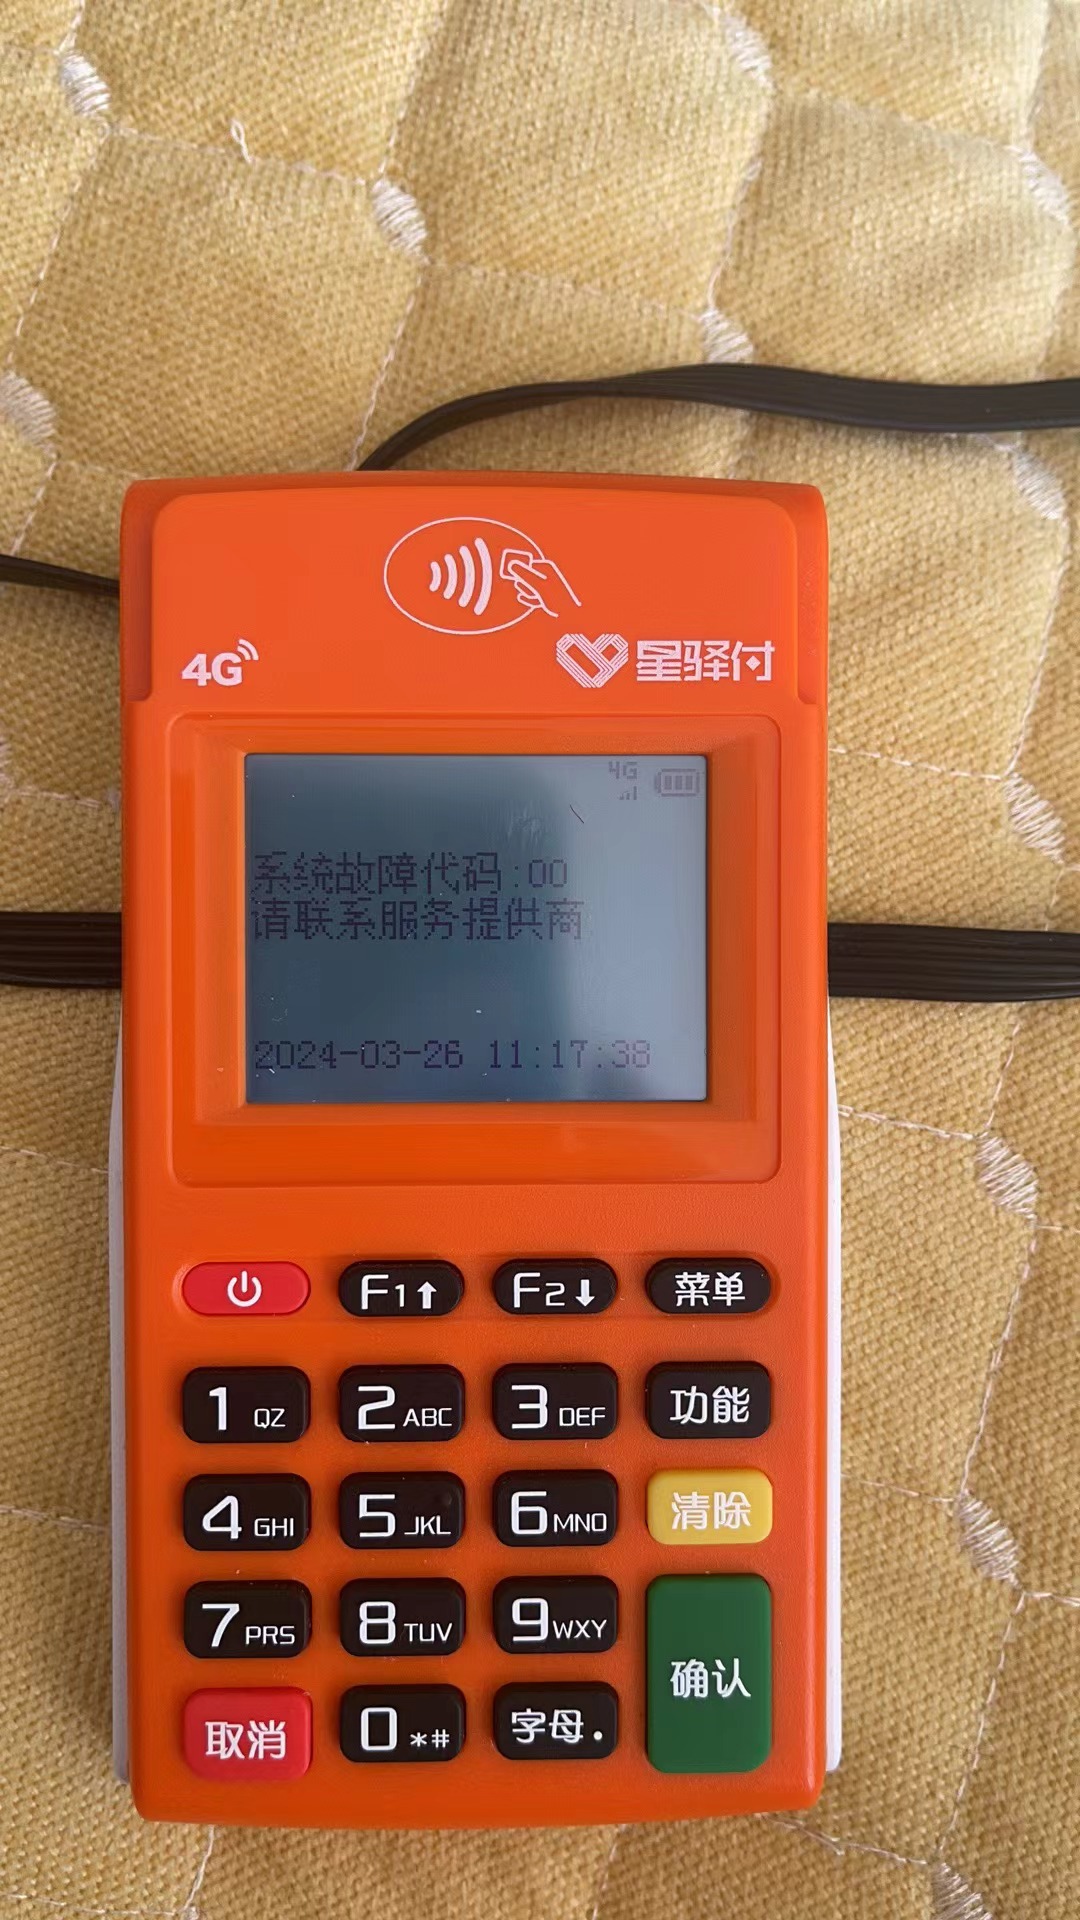 4G
星驿付
4G
系统故障代码:00
请联系服务提供商
2024-03-26 11:17:38
F1↑ F2↓ 菜单
1 QZ 2 ABC 3 DEF 功能
4 GHI 5 JKL 6 MNO 清除
7 PRS 8 TUV 9 WXY 确认
取消 0 *# 字母.